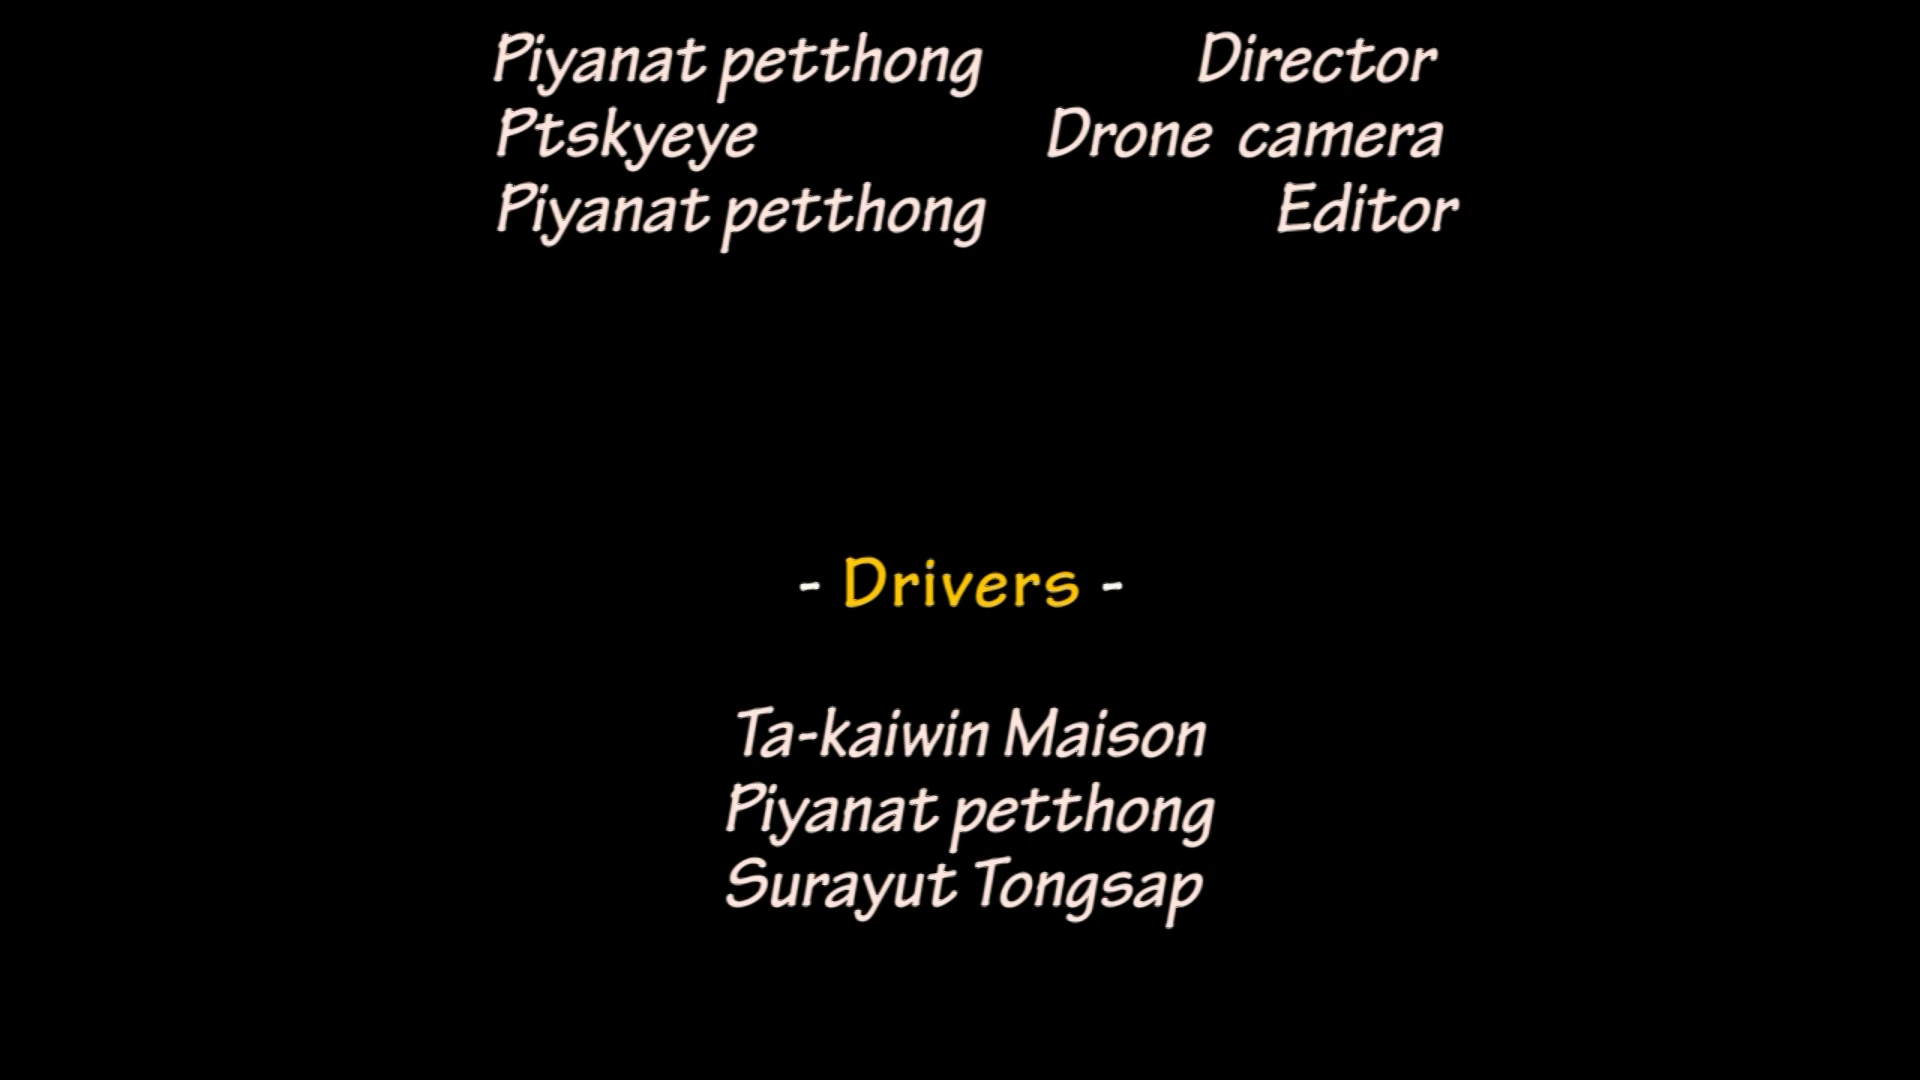 Piyanat petthong Director
Ptskyeye Drone camera
Piyanat petthong Editor
- Drivers -
Ta-kaiwin Maison
Piyanat petthong
Surayut Tongsap